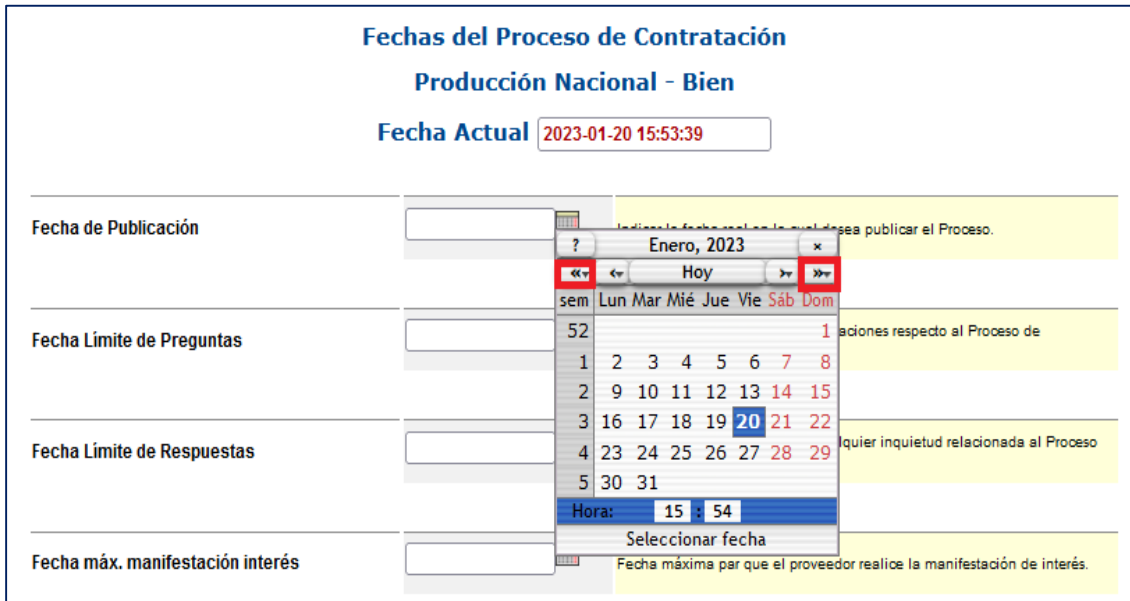 Fechas del Proceso de Contratación
Producción Nacional - Bien
Fecha Actual 2023-01-20 15:53:39
Fecha de Publicación
sea publicar el Proceso.
? Enero, 2023 ×
« ‹ Hoy › »
sem Lun Mar Mié Jue Vie Sáb Dom
52 1
Fecha Límite de Preguntas
aciones respecto al Proceso de
1 2 3 4 5 6 7 8
2 9 10 11 12 13 14 15
3 16 17 18 19 20 21 22
Fecha Límite de Respuestas
lquier inquietud relacionada al Proceso
4 23 24 25 26 27 28 29
5 30 31
Hora: 15 : 54
Seleccionar fecha
Fecha máx. manifestación interés
Fecha máxima par que el proveedor realice la manifestación de interés.